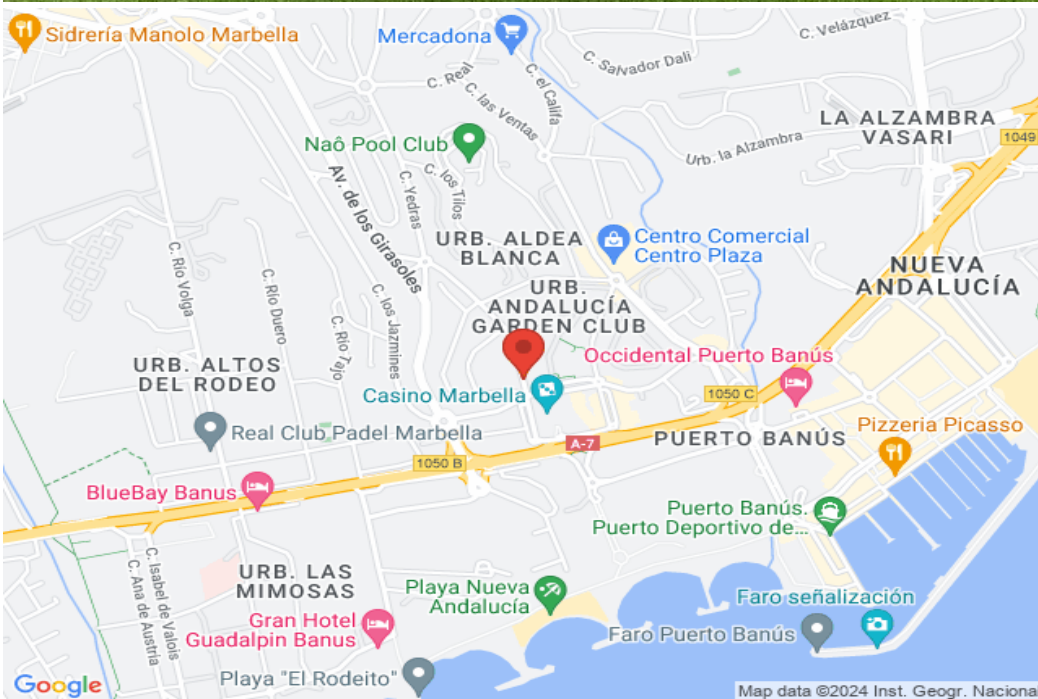 Sidrería Manolo Marbella
Mercadona
C. Velázquez
C. Salvador Dali
C. Real
C. el Califa
C. las Ventas
LA ALZAMBRA
VASARI
1049
Urb. la Alzambra
Naô Pool Club
Av. de los Girasoles
C. Yedras
C. los Tilos
URB. ALDEA
BLANCA
Centro Comercial
Centro Plaza
NUEVA
ANDALUCÍA
C. Río Volga
C. Río Duero
C. Río Tajo
C. los Jazmines
URB.
ANDALUCÍA
GARDEN CLUB
Occidental Puerto Banús
URB. ALTOS
DEL RODEO
Casino Marbella
1050 C
Real Club Padel Marbella
A-7
PUERTO BANÚS
Pizzeria Picasso
1050 B
BlueBay Banus
Puerto Banús.
Puerto Deportivo de...
C. Isabel de Valois
C. Ana de Austria
URB. LAS
MIMOSAS
Playa Nueva
Andalucía
Faro señalización
Gran Hotel
Guadalpin Banus
Faro Puerto Banús
Playa "El Rodeito"
Google
Map data ©2024 Inst. Geogr. Naciona